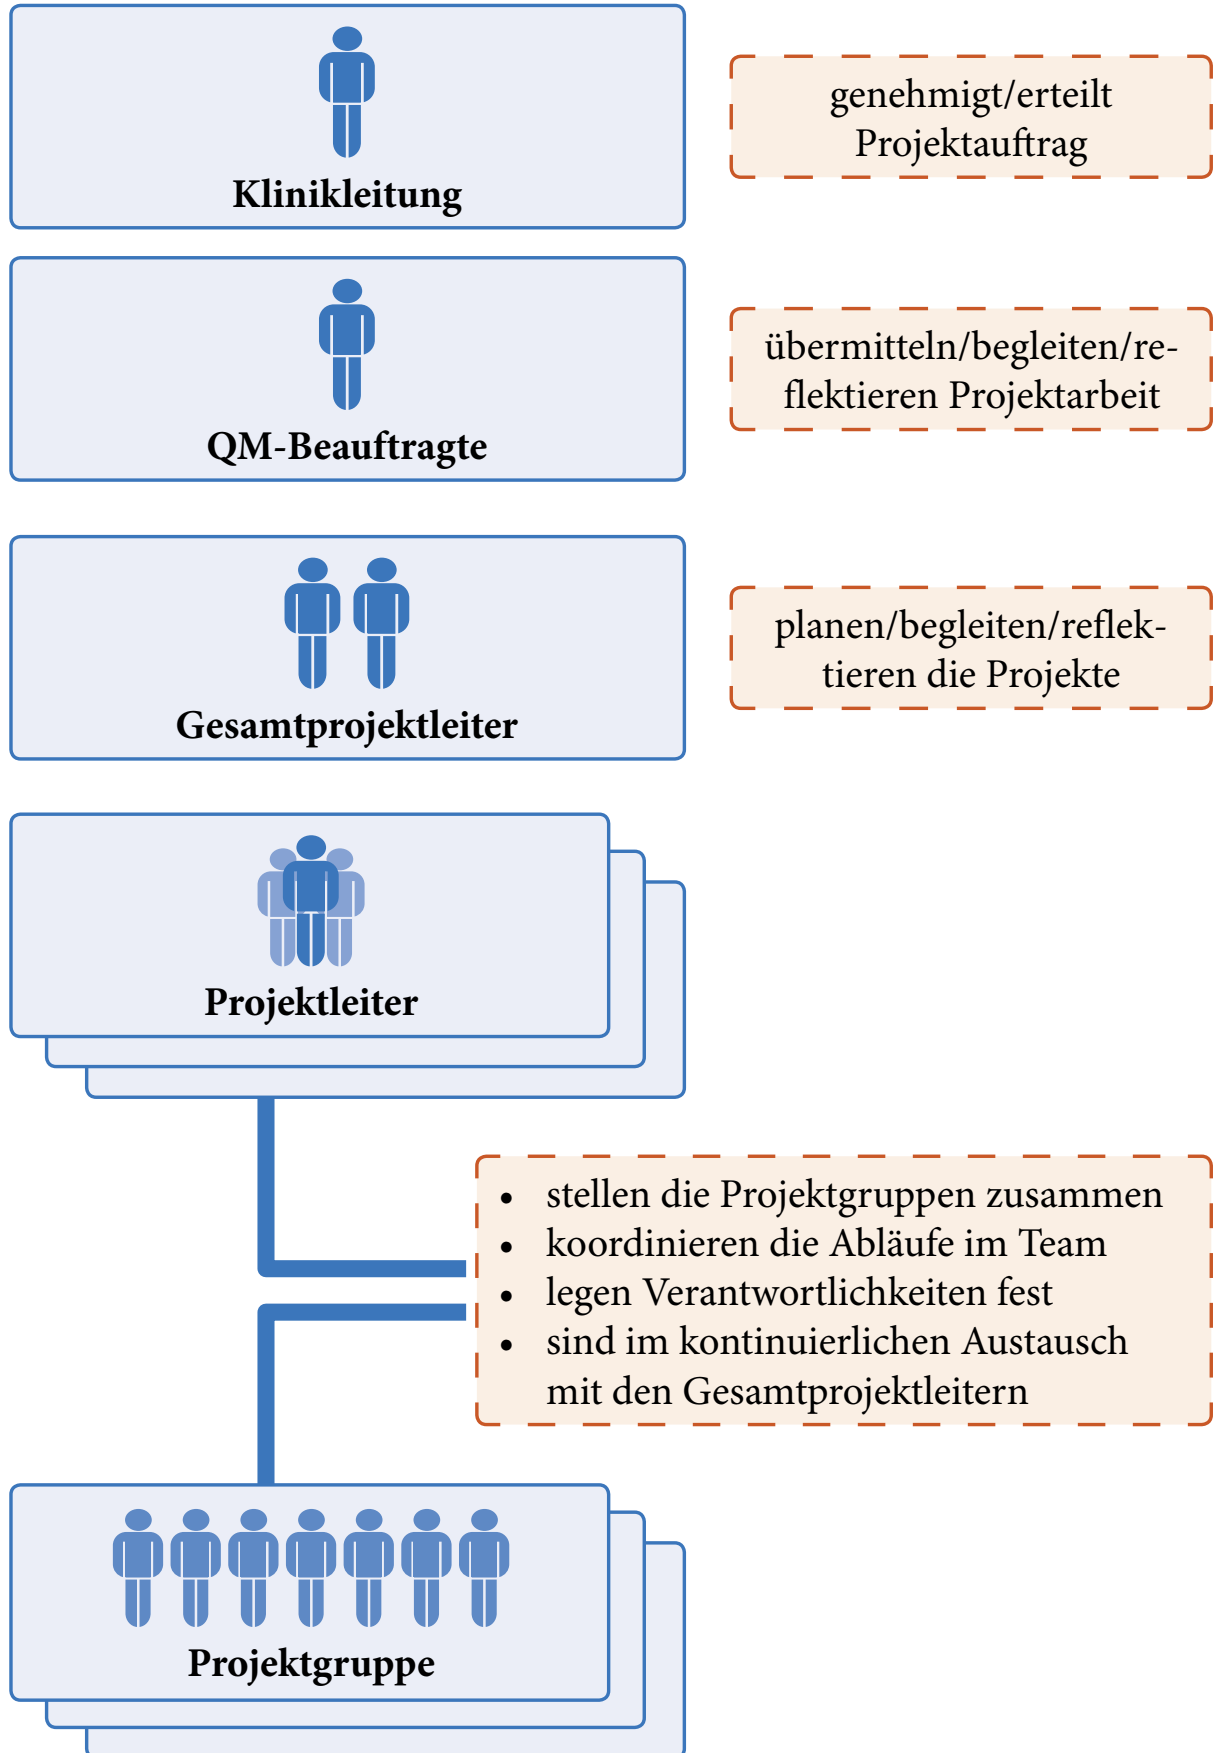 Klinikleitung
genehmigt/erteilt
Projektauftrag
QM-Beauftragte
übermitteln/begleiten/re-
flektieren Projektarbeit
Gesamtprojektleiter
planen/begleiten/reflek-
tieren die Projekte
Projektleiter
• stellen die Projektgruppen zusammen
• koordinieren die Abläufe im Team
• legen Verantwortlichkeiten fest
• sind im kontinuierlichen Austausch
mit den Gesamtprojektleitern
Projektgruppe